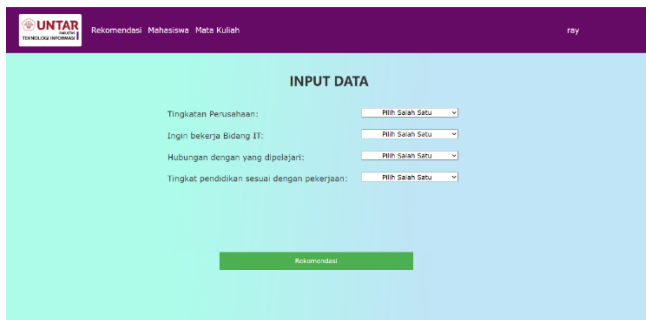 UNTAR
FAKULTAS
TEKNOLOGI INFORMASI
Rekomendasi Mahasiswa Mata Kuliah
ray
INPUT DATA
Tingkatan Perusahaan: Pilih Salah Satu
Ingin bekerja Bidang IT: Pilih Salah Satu
Hubungan dengan yang dipelajari: Pilih Salah Satu
Tingkat pendidikan sesuai dengan pekerjaan: Pilih Salah Satu
Rekomendasi